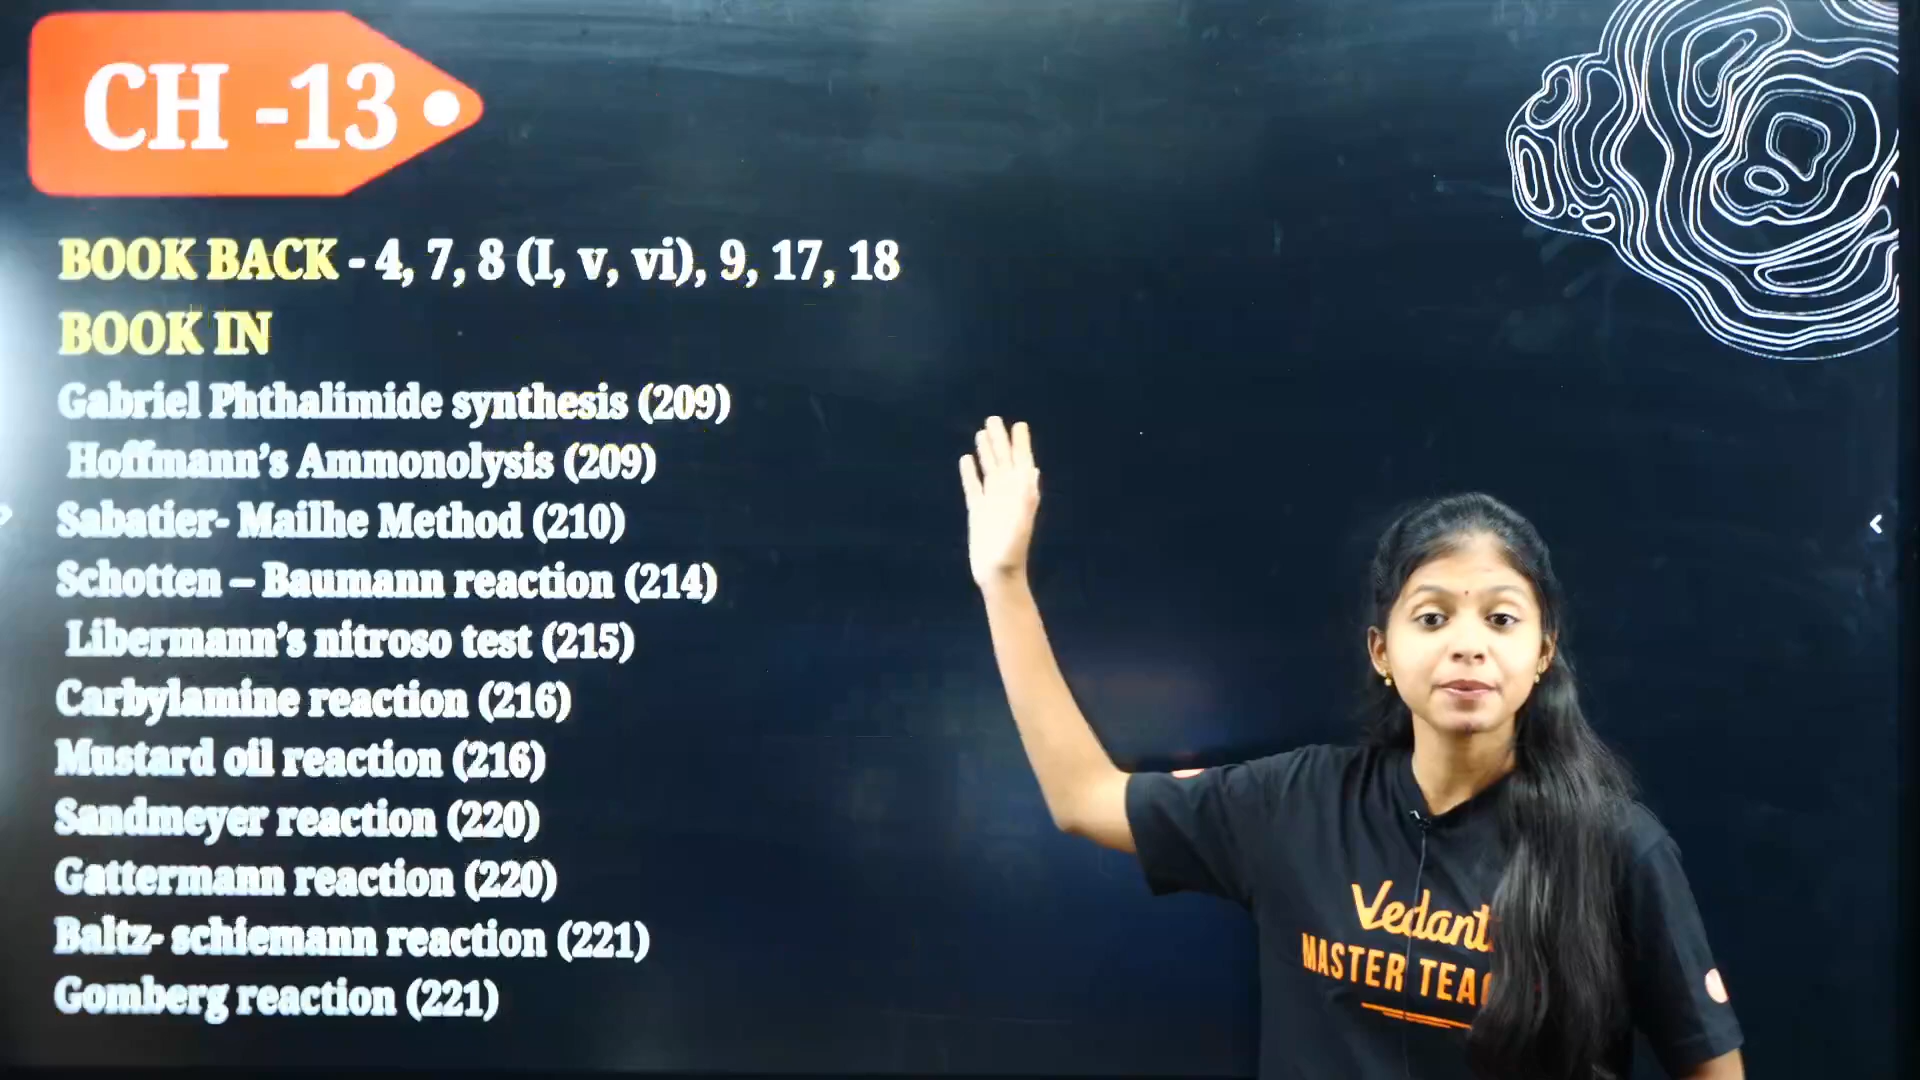 CH -13
BOOK BACK - 4, 7, 8 (I, v, vi), 9, 17, 18
BOOK IN
Gabriel Phthalimide synthesis (209)
Hoffmann's Ammonolysis (209)
Sabatier- Mailhe Method (210)
Schotten – Baumann reaction (214)
Libermann's nitroso test (215)
Carbylamine reaction (216)
Mustard oil reaction (216)
Sandmeyer reaction (220)
Gattermann reaction (220)
Baltz- schiemann reaction (221)
Gomberg reaction (221)
Vedant
MASTER TEA